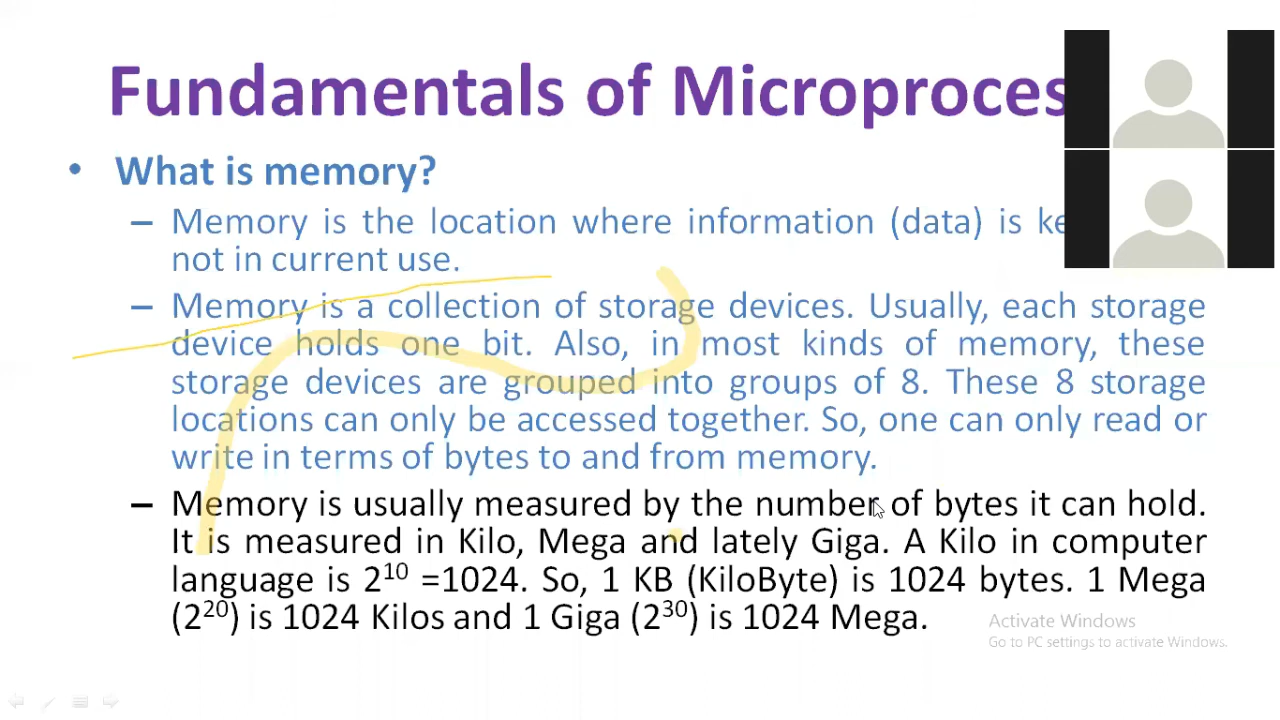 Fundamentals of Microproces
• What is memory?
– Memory is the location where information (data) is
not in current use.
– Memory is a collection of storage devices. Usually, each storage
device holds one bit. Also, in most kinds of memory, these
storage devices are grouped into groups of 8. These 8 storage
locations can only be accessed together. So, one can only read or
write in terms of bytes to and from memory.
– Memory is usually measured by the number of bytes it can hold.
It is measured in Kilo, Mega and lately Giga. A Kilo in computer
language is 2¹⁰ =1024. So, 1 KB (KiloByte) is 1024 bytes. 1 Mega
(2²⁰) is 1024 Kilos and 1 Giga (2³⁰) is 1024 Mega.
Activate Windows
Go to PC settings to activate Windows.